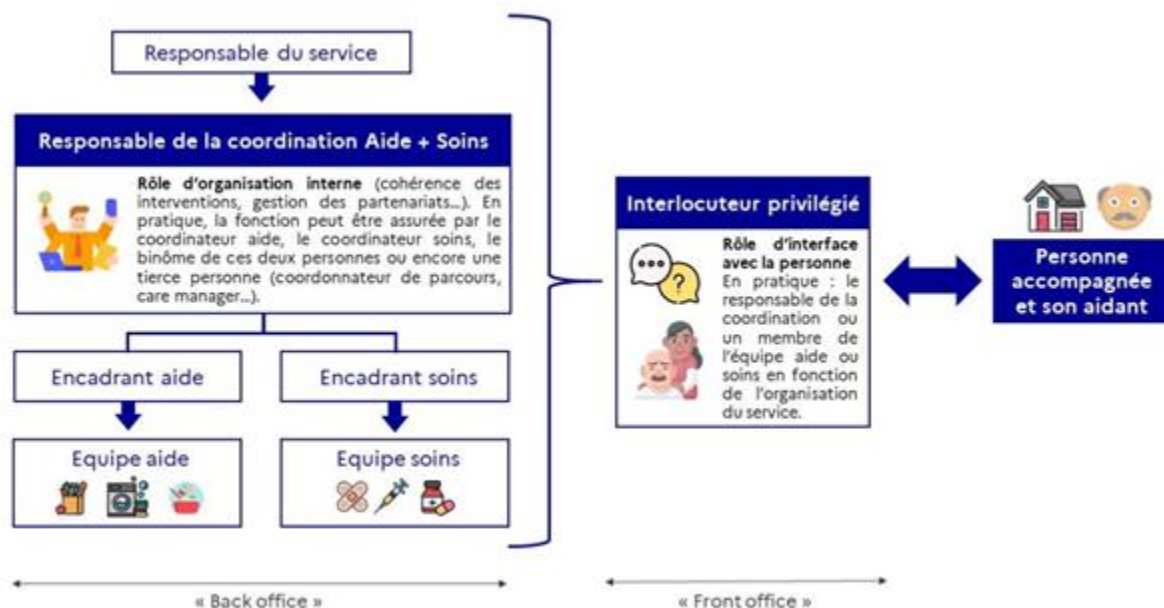 Responsable du service
Responsable de la coordination Aide + Soins
Rôle d'organisation interne (cohérence des
interventions, gestion des partenariats...). En
pratique, la fonction peut être assurée par le
coordinateur aide, le coordinateur soins, le
binôme de ces deux personnes ou encore une
tierce personne (coordonnateur de parcours,
care manager...).
Encadrant aide
Encadrant soins
Equipe aide
Equipe soins
« Back office »
Interlocuteur privilégié
Rôle d'interface
avec la personne
En pratique : le
responsable de la
coordination ou
un membre de
l'équipe aide ou
soins en fonction
de l'organisation
du service.
« Front office »
Personne
accompagnée
et son aidant